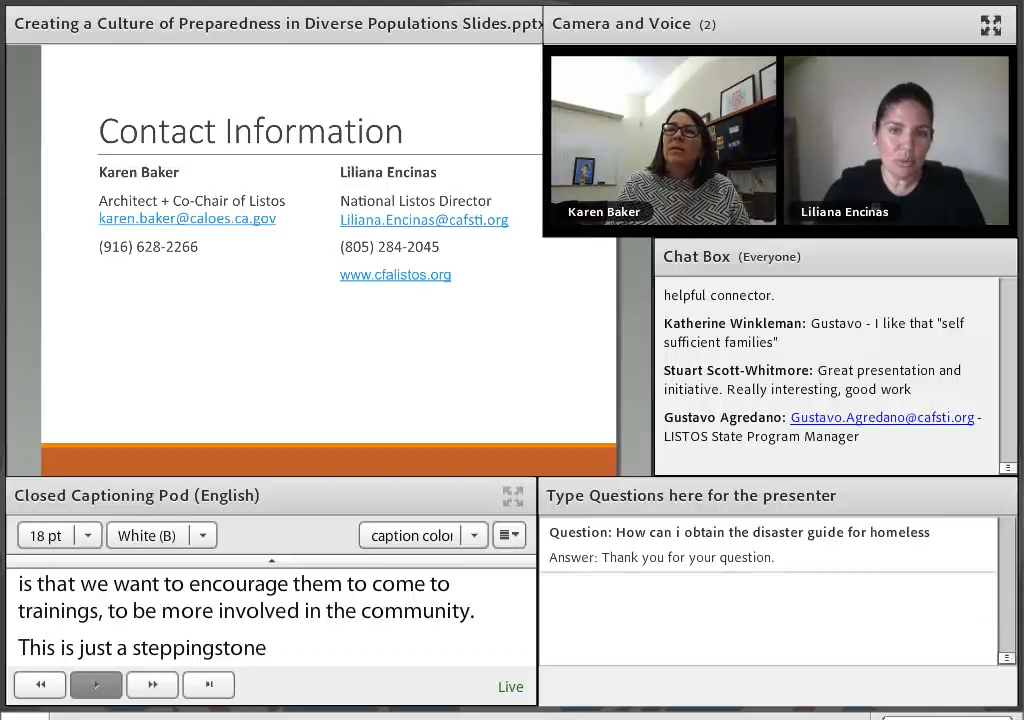 Creating a Culture of Preparedness in Diverse Populations Slides.pptx
Camera and Voice (2)
Contact Information
Karen Baker
Architect + Co-Chair of Listos
karen.baker@caloes.ca.gov
(916) 628-2266
Liliana Encinas
National Listos Director
Liliana.Encinas@cafsti.org
(805) 284-2045
www.cfalistos.org
Karen Baker
Liliana Encinas
Chat Box (Everyone)
helpful connector.
Katherine Winkleman: Gustavo - I like that "self
sufficient families"
Stuart Scott-Whitmore: Great presentation and
initiative. Really interesting, good work
Gustavo Agredano: Gustavo.Agredano@cafsti.org -
LISTOS State Program Manager
Closed Captioning Pod (English)
18 pt
White (B)
caption color
is that we want to encourage them to come to
trainings, to be more involved in the community.
This is just a steppingstone
Live
Type Questions here for the presenter
Question: How can i obtain the disaster guide for homeless
Answer: Thank you for your question.